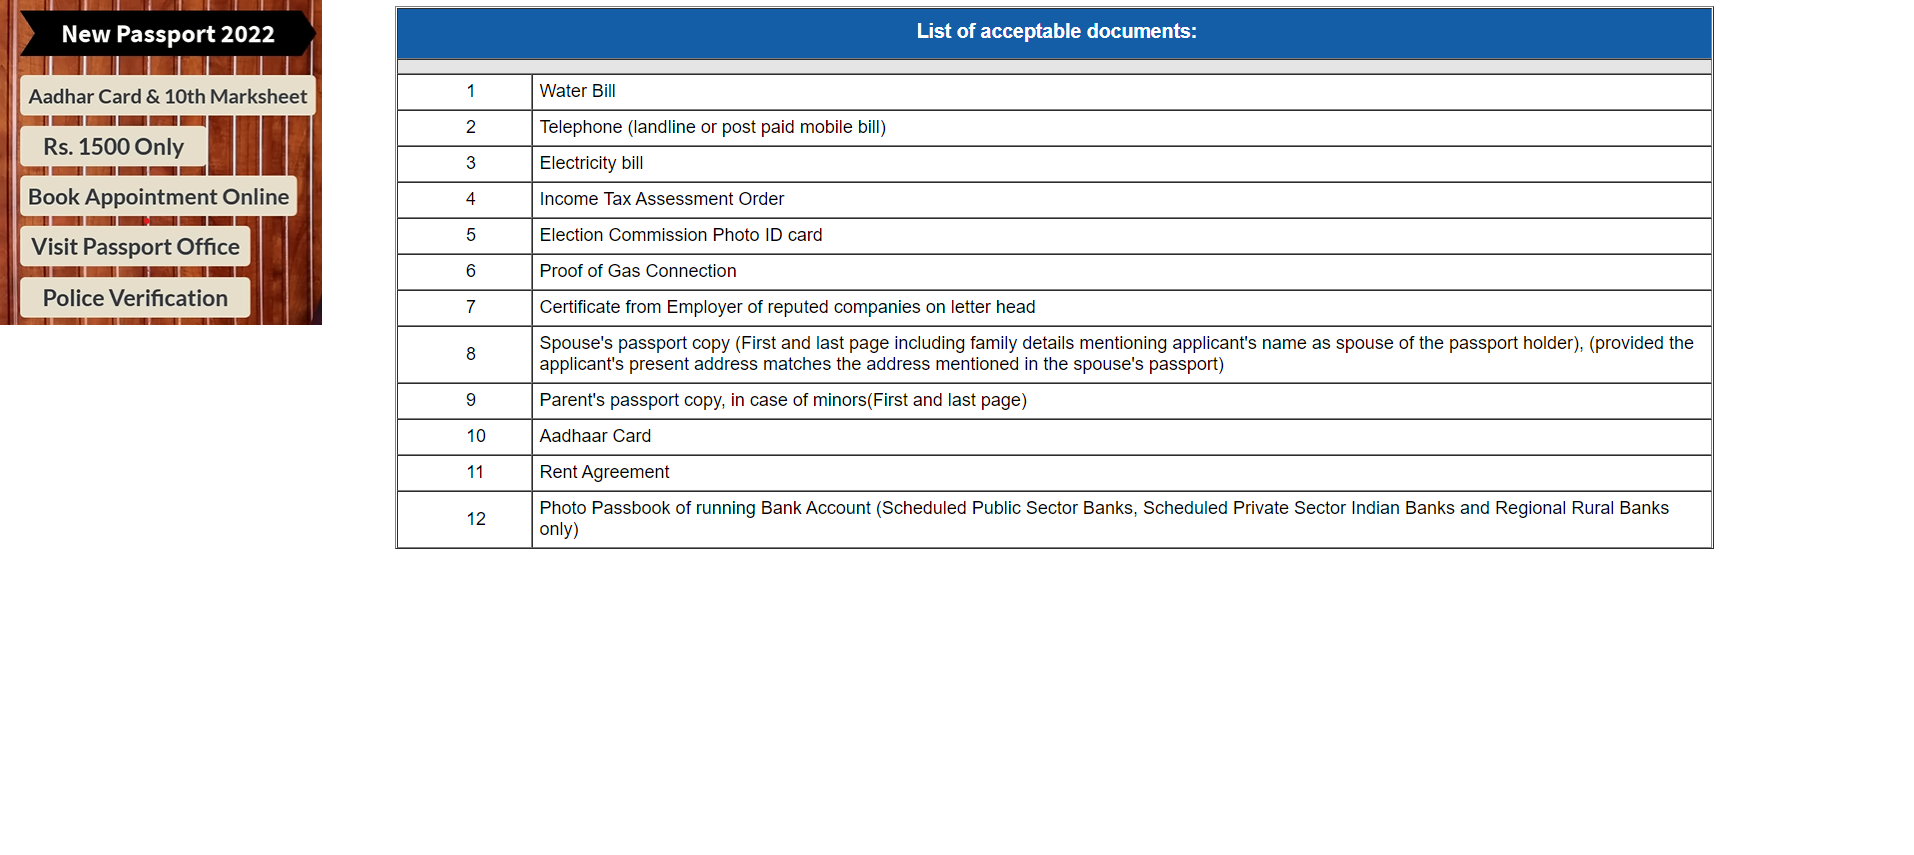 New Passport 2022
Aadhar Card & 10th Marksheet
Rs. 1500 Only
Book Appointment Online
Visit Passport Office
Police Verification
List of acceptable documents:
1 Water Bill
2 Telephone (landline or post paid mobile bill)
3 Electricity bill
4 Income Tax Assessment Order
5 Election Commission Photo ID card
6 Proof of Gas Connection
7 Certificate from Employer of reputed companies on letter head
8 Spouse's passport copy (First and last page including family details mentioning applicant's name as spouse of the passport holder), (provided the
applicant's present address matches the address mentioned in the spouse's passport)
9 Parent's passport copy, in case of minors(First and last page)
10 Aadhaar Card
11 Rent Agreement
12 Photo Passbook of running Bank Account (Scheduled Public Sector Banks, Scheduled Private Sector Indian Banks and Regional Rural Banks
only)